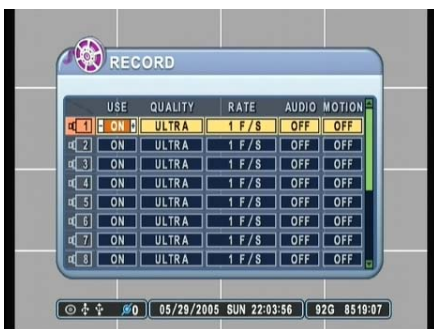 RECORD
USE QUALITY RATE AUDIO MOTION
1 ON ULTRA 1 F/S OFF OFF
2 ON ULTRA 1 F/S OFF OFF
3 ON ULTRA 1 F/S OFF OFF
4 ON ULTRA 1 F/S OFF OFF
5 ON ULTRA 1 F/S OFF OFF
6 ON ULTRA 1 F/S OFF OFF
7 ON ULTRA 1 F/S OFF OFF
8 ON ULTRA 1 F/S OFF OFF
0 05/29/2005 SUN 22:03:56 92G 8519:07